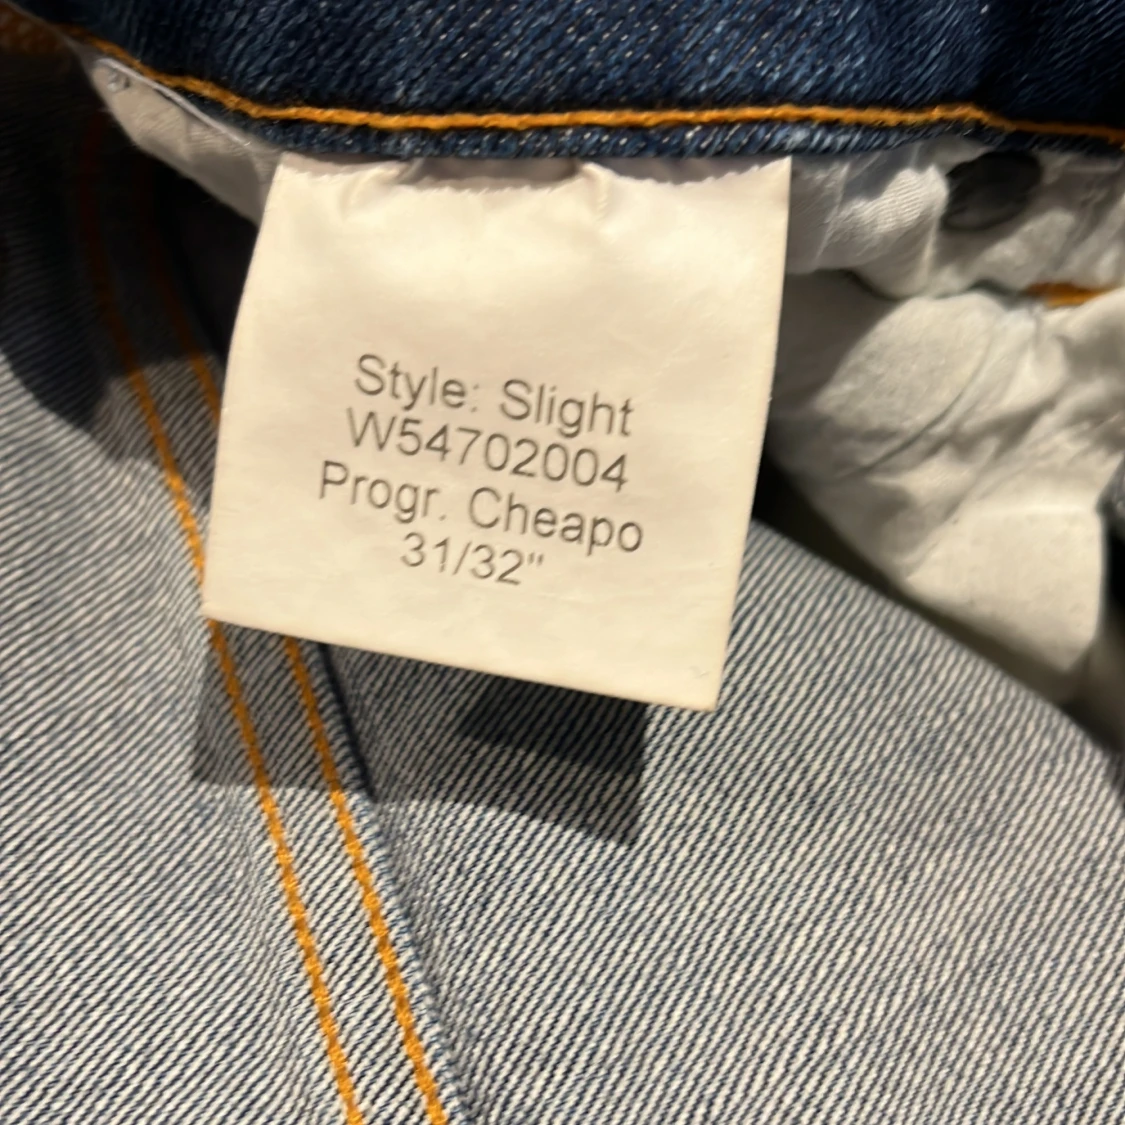 Style: Slight
W54702004
Progr. Cheapo
31/32"